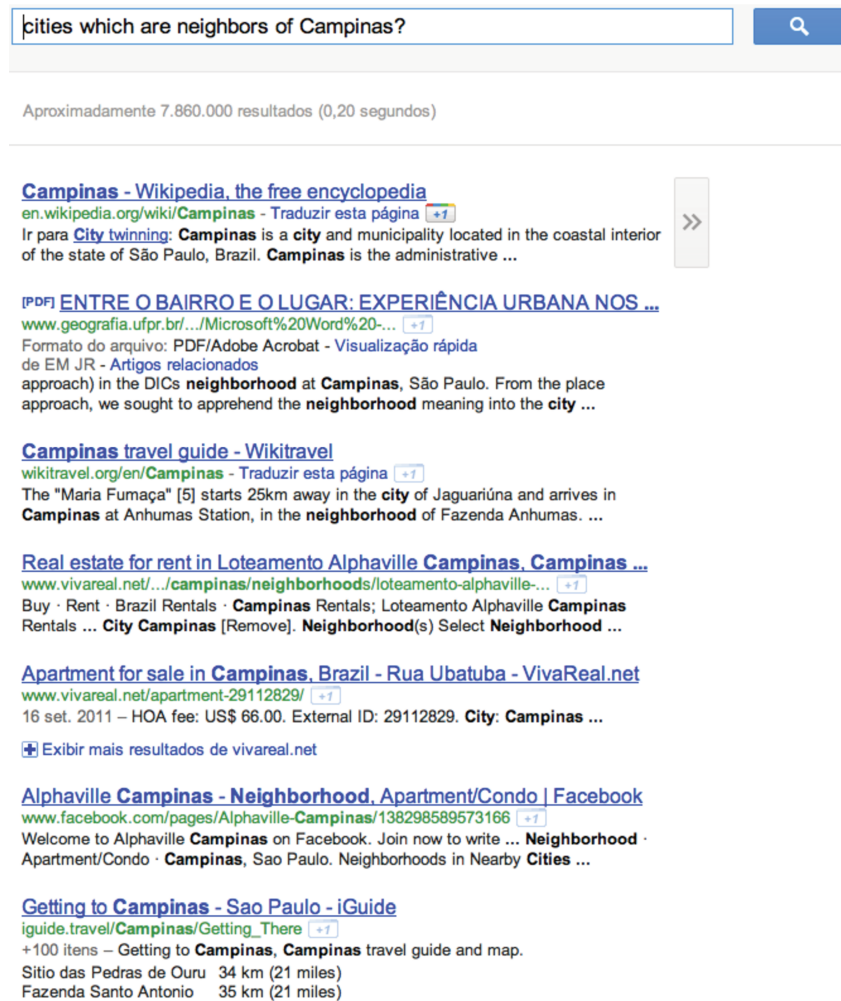 cities which are neighbors of Campinas?
Aproximadamente 7.860.000 resultados (0,20 segundos)
Campinas - Wikipedia, the free encyclopedia
en.wikipedia.org/wiki/Campinas - Traduzir esta página +1
Ir para City twinning: Campinas is a city and municipality located in the coastal interior
of the state of São Paulo, Brazil. Campinas is the administrative ...
[PDF] ENTRE O BAIRRO E O LUGAR: EXPERIÊNCIA URBANA NOS ...
www.geografia.ufpr.br/.../Microsoft%20Word%20-... +1
Formato do arquivo: PDF/Adobe Acrobat - Visualização rápida
de EM JR - Artigos relacionados
approach) in the DICs neighborhood at Campinas, São Paulo. From the place
approach, we sought to apprehend the neighborhood meaning into the city ...
Campinas travel guide - Wikitravel
wikitravel.org/en/Campinas - Traduzir esta página +1
The "Maria Fumaça" [5] starts 25km away in the city of Jaguariúna and arrives in
Campinas at Anhumas Station, in the neighborhood of Fazenda Anhumas. ...
Real estate for rent in Loteamento Alphaville Campinas, Campinas ...
www.vivareal.net/.../campinas/neighborhoods/loteamento-alphaville-... +1
Buy · Rent · Brazil Rentals · Campinas Rentals; Loteamento Alphaville Campinas
Rentals ... City Campinas [Remove]. Neighborhood(s) Select Neighborhood ...
Apartment for sale in Campinas, Brazil - Rua Ubatuba - VivaReal.net
www.vivareal.net/apartment-29112829/ +1
16 set. 2011 – HOA fee: US$ 66.00. External ID: 29112829. City: Campinas ...
Exibir mais resultados de vivareal.net
Alphaville Campinas - Neighborhood, Apartment/Condo | Facebook
www.facebook.com/pages/Alphaville-Campinas/138298589573166 +1
Welcome to Alphaville Campinas on Facebook. Join now to write ... Neighborhood ·
Apartment/Condo · Campinas, Sao Paulo. Neighborhoods in Nearby Cities ...
Getting to Campinas - Sao Paulo - iGuide
iguide.travel/Campinas/Getting_There +1
+100 itens – Getting to Campinas, Campinas travel guide and map.
Sitio das Pedras de Ouru 34 km (21 miles)
Fazenda Santo Antonio 35 km (21 miles)